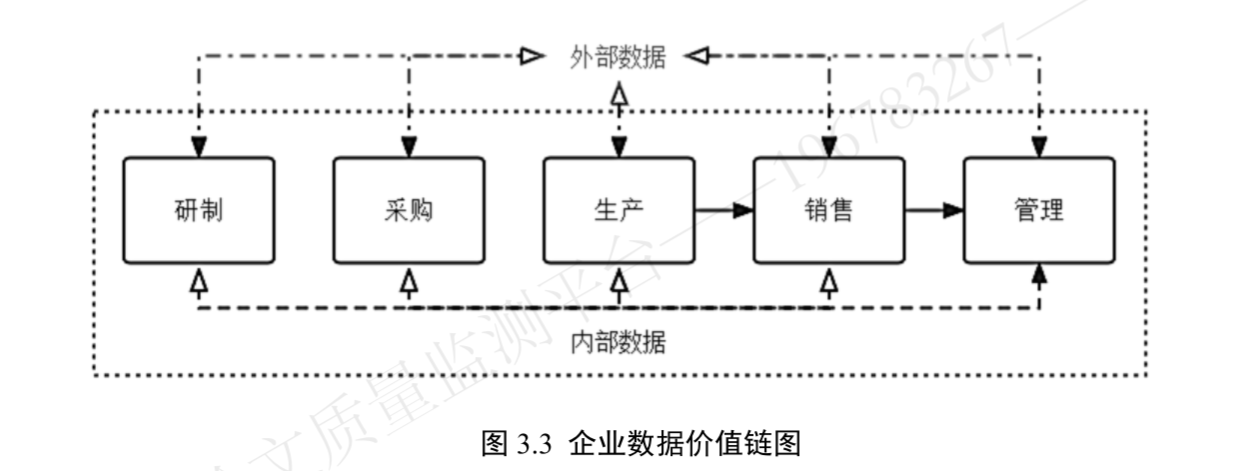 外部数据
研制 采购 生产 销售 管理
内部数据
图 3.3 企业数据价值链图
文质量监测平台——196783267—